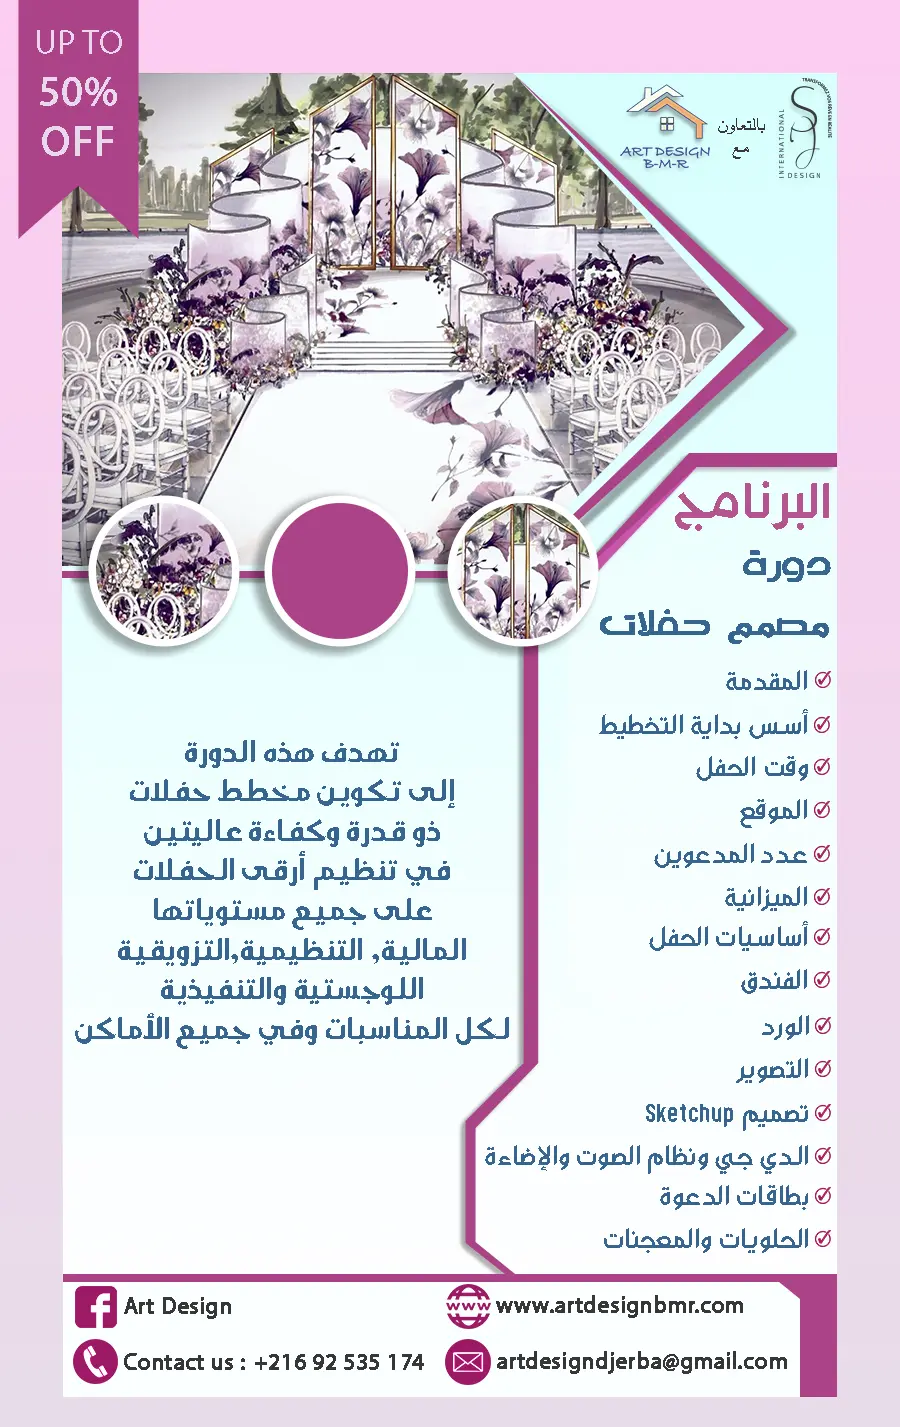 UP TO
50%
OFF
ART DESIGN
B-M-R
بالتعاون
مع
INTERNATIONAL
DESIGN
البرنامج
دورة
مصمم حفلات
المقدمة
أسس بداية التخطيط
وقت الحفل
الموقع
عدد المدعوين
الميزانية
أساسيات الحفل
الفندق
الورد
التصوير
تصميم Sketchup
الدي جي ونظام الصوت والإضاءة
بطاقات الدعوة
الحلويات والمعجنات
تهدف هذه الدورة
إلى تكوين مخطط حفلات
ذو قدرة وكفاءة عاليتين
في تنظيم أرقى الحفلات
على جميع مستوياتها
المالية, التنظيمية,التزويقية
اللوجستية والتنفيذية
لكل المناسبات وفي جميع الأماكن
Art Design
www.artdesignbmr.com
Contact us : +216 92 535 174
artdesigndjerba@gmail.com